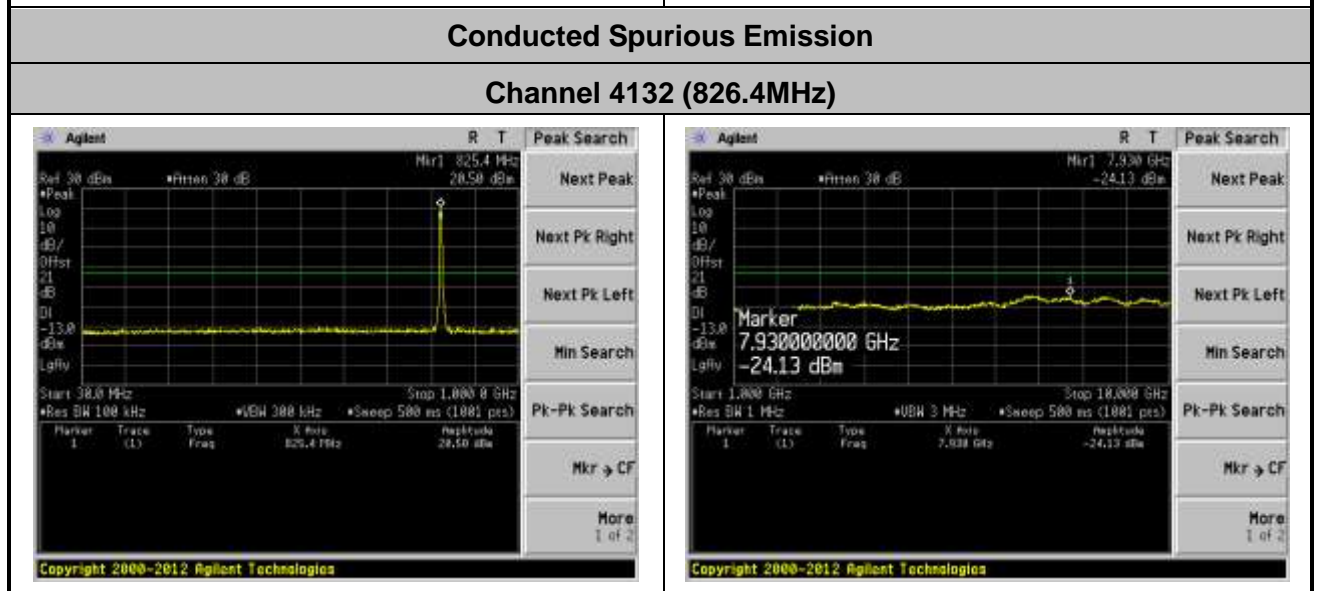 Conducted Spurious Emission
Channel 4132 (826.4MHz)
Agilent R T Peak Search
Mkr1 825.4 MHz
Ref 30 dBm #Atten 30 dB 20.50 dBm
#Peak
Log
10
dB/
Offst
21
dB
DI
-13.0
dBm
LgAv
Start 30.0 MHz Stop 1.000 0 GHz
#Res BW 100 kHz #VBW 300 kHz #Sweep 500 ms (1001 pts)
Marker Trace Type X Axis Amplitude
1 (1) Freq 825.4 MHz 20.50 dBm
Next Peak
Next Pk Right
Next Pk Left
Min Search
Pk-Pk Search
Mkr → CF
More
1 of 2
Copyright 2000-2012 Agilent Technologies
Agilent R T Peak Search
Mkr1 7.930 GHz
Ref 30 dBm #Atten 30 dB -24.13 dBm
#Peak
Log
10
dB/
Offst
21
dB
DI
-13.0
dBm
LgAv
1
Marker
7.930000000 GHz
-24.13 dBm
Start 1.000 GHz Stop 10.000 GHz
#Res BW 1 MHz #VBW 3 MHz #Sweep 500 ms (1001 pts)
Marker Trace Type X Axis Amplitude
1 (1) Freq 7.930 GHz -24.13 dBm
Next Peak
Next Pk Right
Next Pk Left
Min Search
Pk-Pk Search
Mkr → CF
More
1 of 2
Copyright 2000-2012 Agilent Technologies